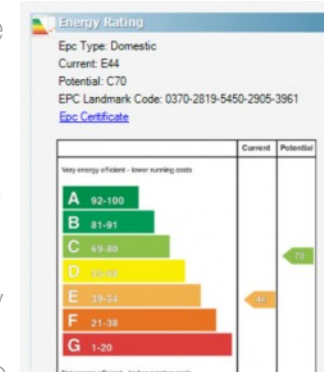 Energy Rating
Epc Type: Domestic
Current: E44
Potential: C70
EPC Landmark Code: 0370-2819-5450-2905-3961
Epc Certificate
Current Potential
Very energy efficient - lower running costs
A 92-100
B 81-91
C 69-80
70
D
E 39-54
44
F 21-38
G 1-20